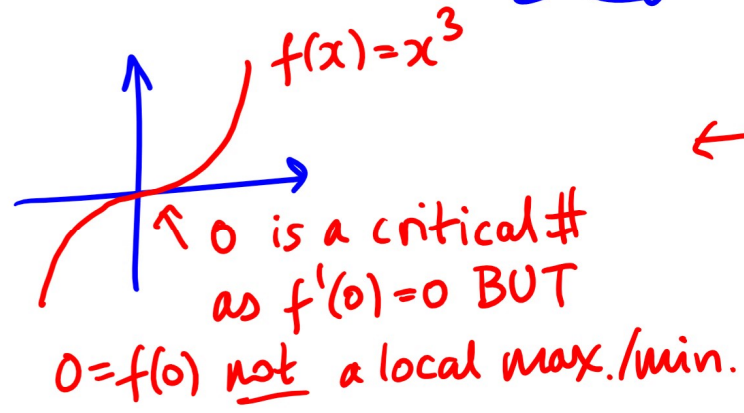 f(x)=x³
0 is a critical #
as f'(0)=0 BUT
0=f(0) not a local max./min.